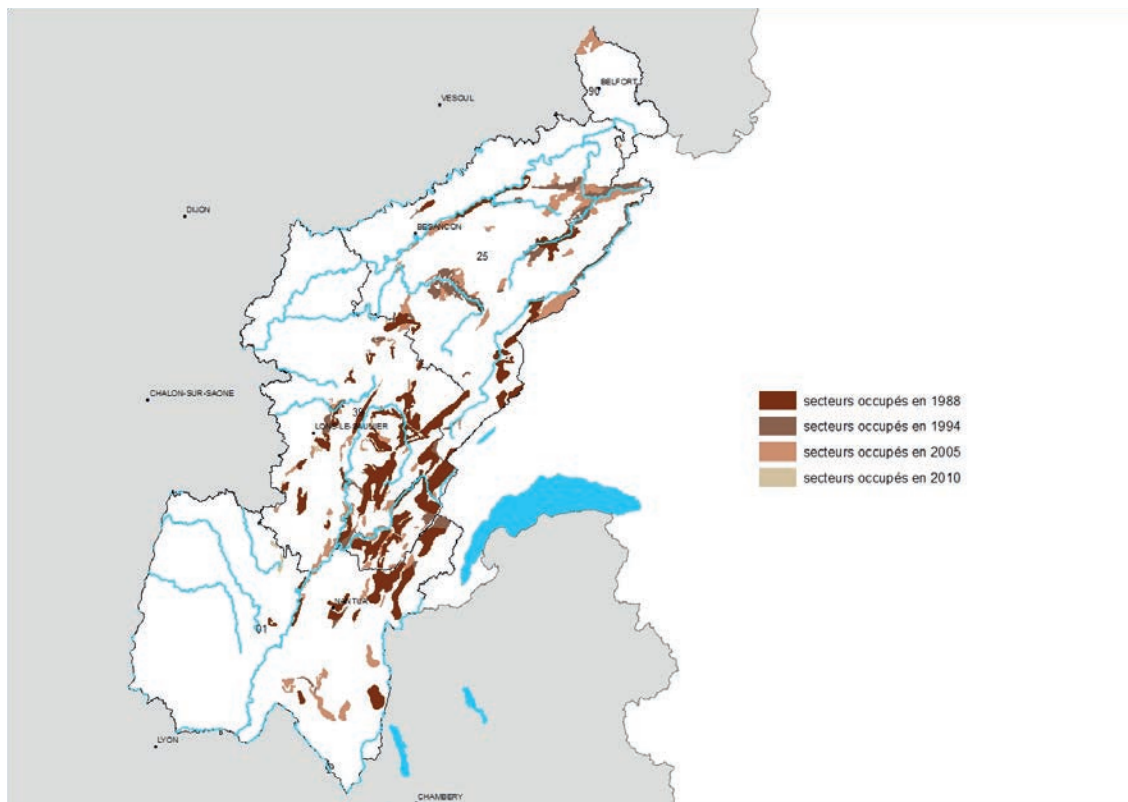 BELFORT
90
VESOUL
DIJON
BESANCON
25
CHALON-SUR-SAONE
39
LONS-LE-SAUNIER
secteurs occupés en 1988
secteurs occupés en 1994
secteurs occupés en 2005
secteurs occupés en 2010
NANTUA
01
LYON
CHAMBERY